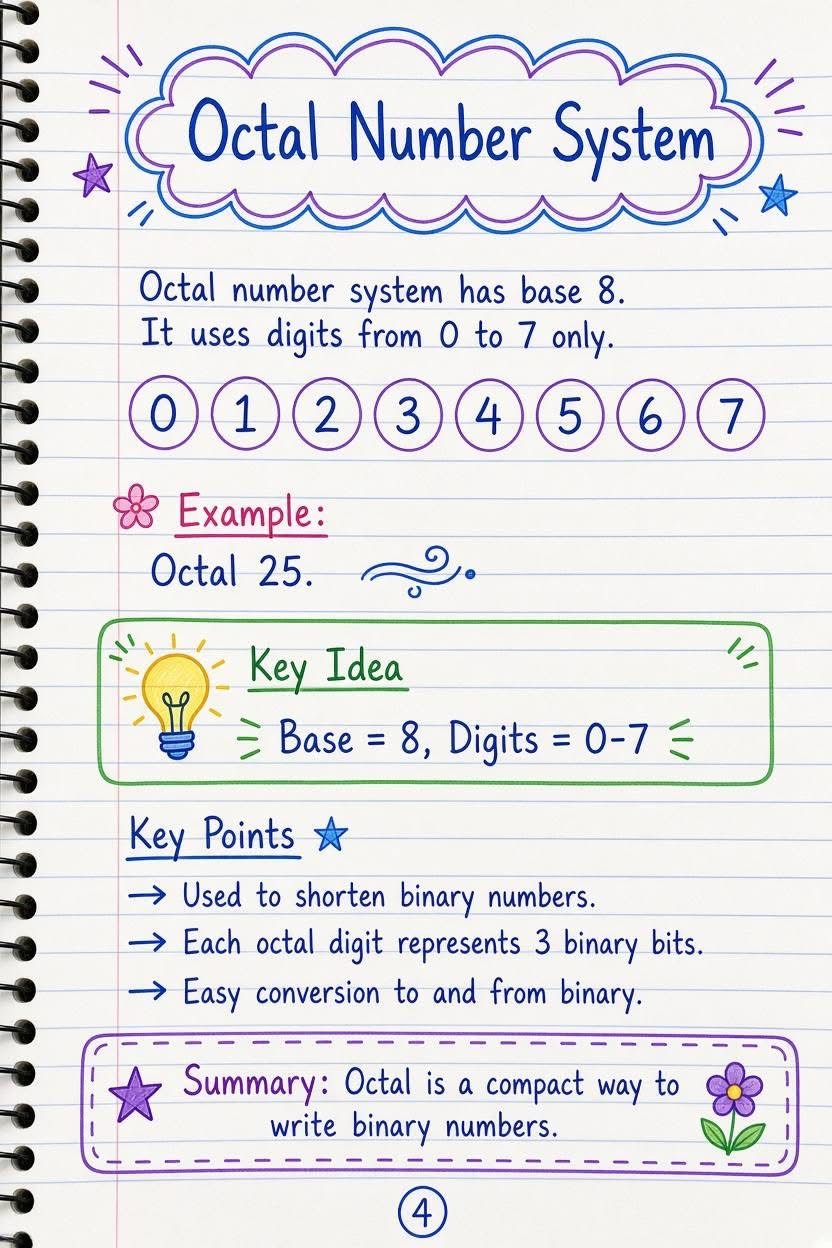 Octal Number System
Octal number system has base 8.
It uses digits from 0 to 7 only.
0 1 2 3 4 5 6 7
Example:
Octal 25.
Key Idea
Base = 8, Digits = 0-7
Key Points
→ Used to shorten binary numbers.
→ Each octal digit represents 3 binary bits.
→ Easy conversion to and from binary.
Summary: Octal is a compact way to
write binary numbers.
4